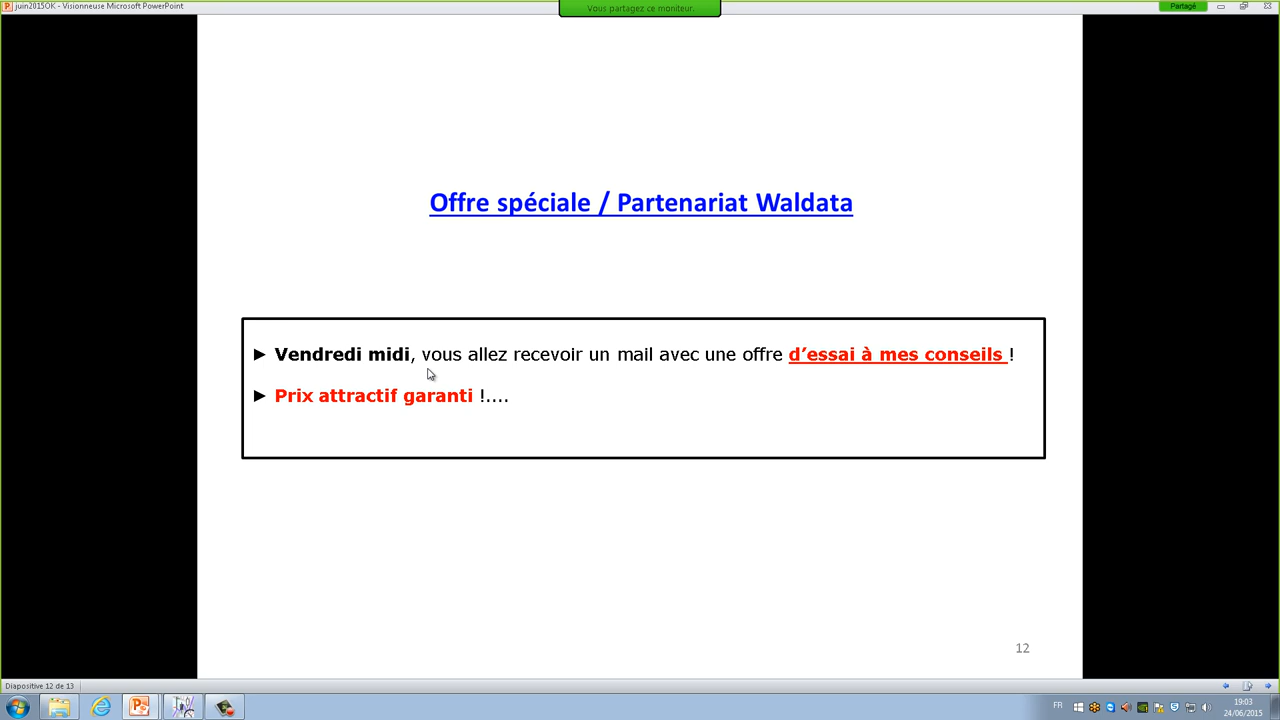 juin2015OK - Visionneuse Microsoft PowerPoint
Vous partagez ce moniteur.
Partagé
Offre spéciale / Partenariat Waldata
► Vendredi midi, vous allez recevoir un mail avec une offre d’essai à mes conseils !
► Prix attractif garanti !....
12
Diapositive 12 de 13
FR
19:03
24/06/2015